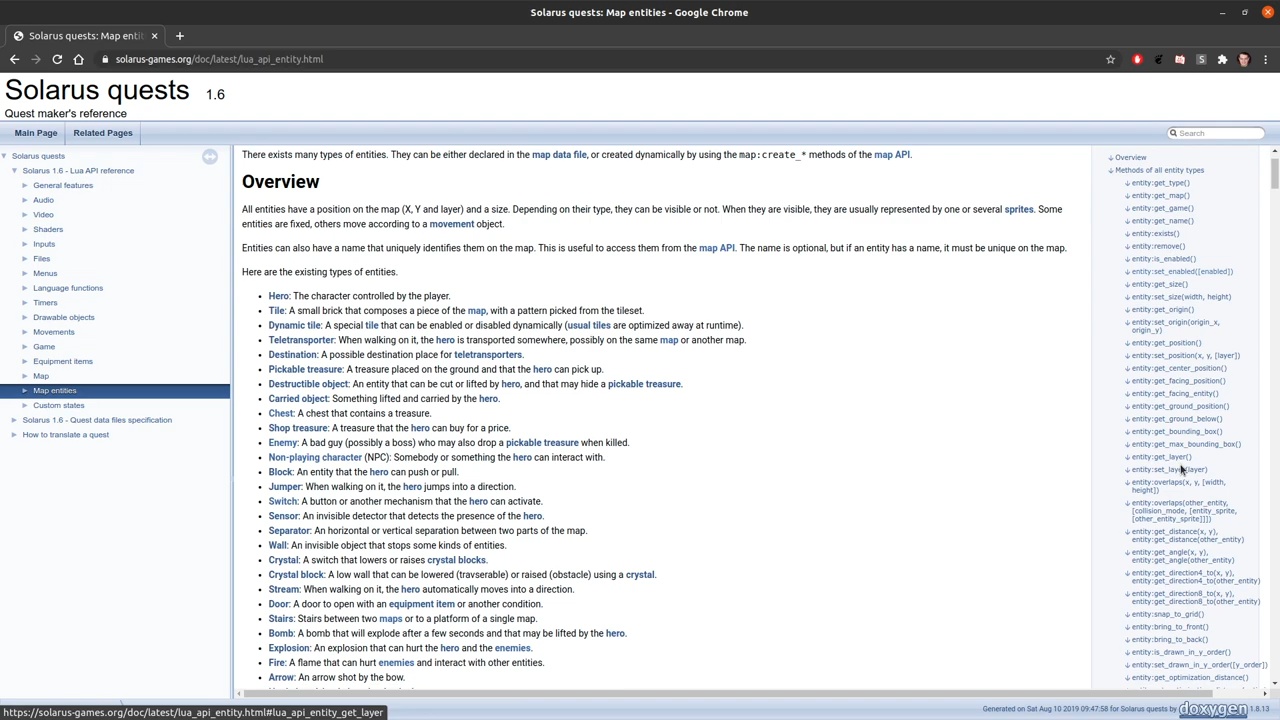 Solarus quests: Map entities - Google Chrome
Solarus quests: Map entit
solarus-games.org/doc/latest/lua_api_entity.html
Solarus quests 1.6
Quest maker's reference
Main Page
Related Pages
Search
Solarus quests
Solarus 1.6 - Lua API reference
General features
Audio
Video
Shaders
Inputs
Files
Menus
Language functions
Timers
Drawable objects
Movements
Game
Equipment items
Map
Map entities
Custom states
Solarus 1.6 - Quest data files specification
How to translate a quest
There exists many types of entities. They can be either declared in the map data file, or created dynamically by using the map:create_* methods of the map API.
Overview
All entities have a position on the map (X, Y and layer) and a size. Depending on their type, they can be visible or not. When they are visible, they are usually represented by one or several sprites. Some
entities are fixed, others move according to a movement object.
Entities can also have a name that uniquely identifies them on the map. This is useful to access them from the map API. The name is optional, but if an entity has a name, it must be unique on the map.
Here are the existing types of entities.
• Hero: The character controlled by the player.
• Tile: A small brick that composes a piece of the map, with a pattern picked from the tileset.
• Dynamic tile: A special tile that can be enabled or disabled dynamically (usual tiles are optimized away at runtime).
• Teletransporter: When walking on it, the hero is transported somewhere, possibly on the same map or another map.
• Destination: A possible destination place for teletransporters.
• Pickable treasure: A treasure placed on the ground and that the hero can pick up.
• Destructible object: An entity that can be cut or lifted by hero, and that may hide a pickable treasure.
• Carried object: Something lifted and carried by the hero.
• Chest: A chest that contains a treasure.
• Shop treasure: A treasure that the hero can buy for a price.
• Enemy: A bad guy (possibly a boss) who may also drop a pickable treasure when killed.
• Non-playing character (NPC): Somebody or something the hero can interact with.
• Block: An entity that the hero can push or pull.
• Jumper: When walking on it, the hero jumps into a direction.
• Switch: A button or another mechanism that the hero can activate.
• Sensor: An invisible detector that detects the presence of the hero.
• Separator: An horizontal or vertical separation between two parts of the map.
• Wall: An invisible object that stops some kinds of entities.
• Crystal: A switch that lowers or raises crystal blocks.
• Crystal block: A low wall that can be lowered (traversable) or raised (obstacle) using a crystal.
• Stream: When walking on it, the hero automatically moves into a direction.
• Door: A door to open with an equipment item or another condition.
• Stairs: Stairs between two maps or to a platform of a single map.
• Bomb: A bomb that will explode after a few seconds and that may be lifted by the hero.
• Explosion: An explosion that can hurt the hero and the enemies.
• Fire: A flame that can hurt enemies and interact with other entities.
• Arrow: An arrow shot by the bow.
Overview
Methods of all entity types
entity:get_type()
entity:get_map()
entity:get_game()
entity:get_name()
entity:exists()
entity:remove()
entity:is_enabled()
entity:set_enabled([enabled])
entity:get_size()
entity:set_size(width, height)
entity:get_origin()
entity:set_origin(origin_x,
origin_y)
entity:get_position()
entity:set_position(x, y, [layer])
entity:get_center_position()
entity:get_facing_position()
entity:get_facing_entity()
entity:get_ground_position()
entity:get_ground_below()
entity:get_bounding_box()
entity:get_max_bounding_box()
entity:get_layer()
entity:set_layer(layer)
entity:overlaps(x, y, [width,
height])
entity:overlaps(other_entity,
[collision_mode, [entity_sprite,
[other_entity_sprite]]])
entity:get_distance(x, y),
entity:get_distance(other_entity)
entity:get_angle(x, y),
entity:get_angle(other_entity)
entity:get_direction4_to(x, y),
entity:get_direction4_to(other_entity)
entity:get_direction8_to(x, y),
entity:get_direction8_to(other_entity)
entity:snap_to_grid()
entity:bring_to_front()
entity:bring_to_back()
entity:is_drawn_in_y_order()
entity:set_drawn_in_y_order([y_order])
entity:get_optimization_distance()
https://solarus-games.org/doc/latest/lua_api_entity.html#lua_api_entity_get_layer
Generated on Sat Aug 10 2019 09:47:58 for Solarus quests by doxygen 1.8.13